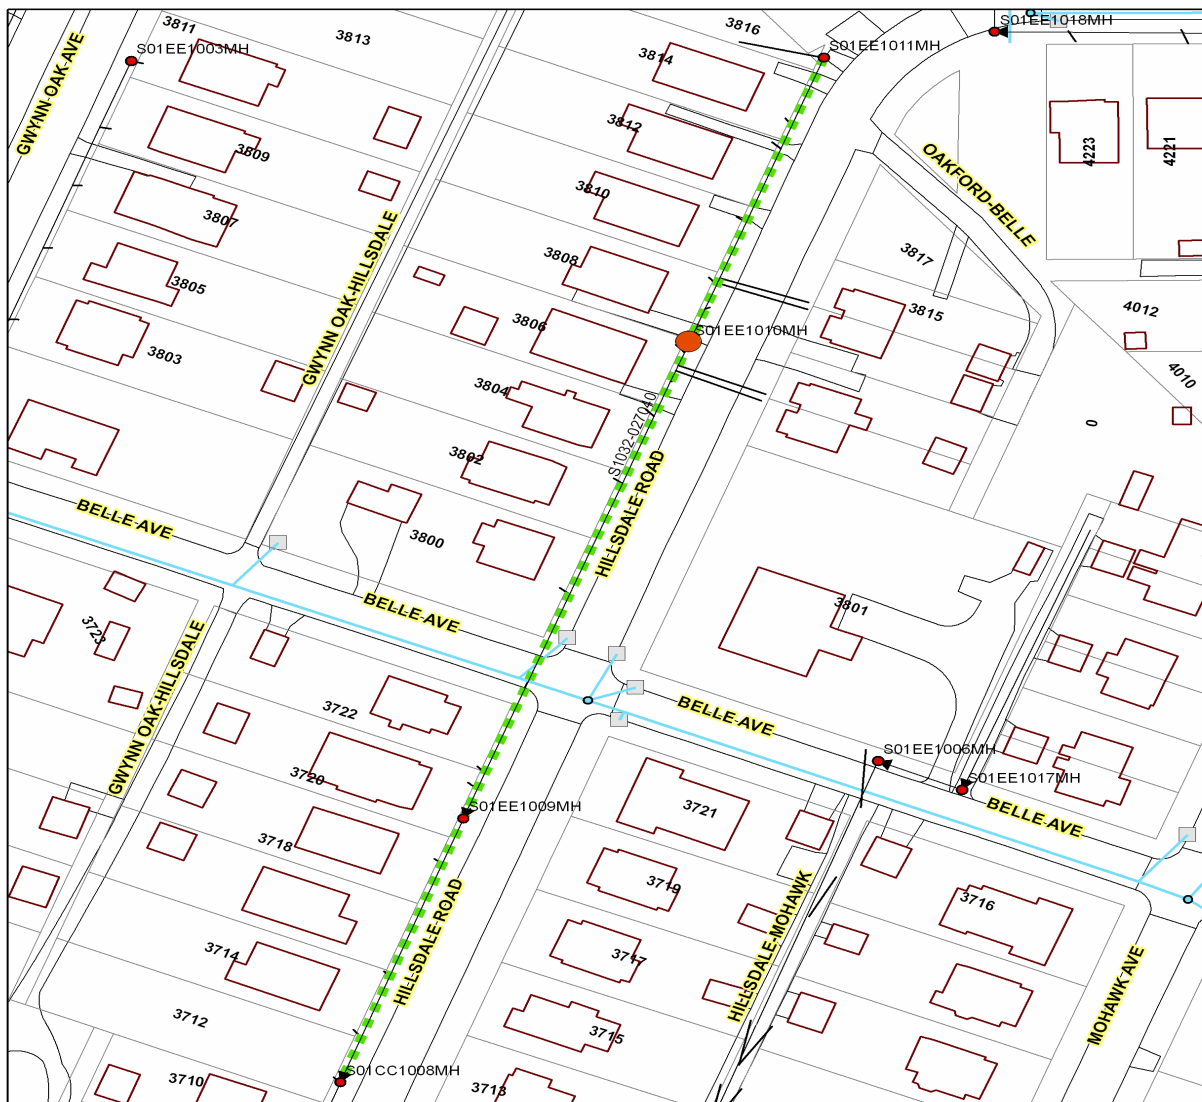 3811
3813
3816
S01EE1018MH
S01EE1003MH
S01EE1011MH
3814
GWYNN OAK-AVE
3812
3809
OAKFORD-BELLE
4223
4221
3810
3807
GWYNN OAK-HILLSDALE
3808
3817
3805
3815
4012
3806
S01EE1010MH
3803
3804
4010
0
S1032-027040
3802
HILLSDALE ROAD
BELLE AVE
3800
BELLE AVE
3801
3723
GWYNN OAK-HILLSDALE
3722
BELLE AVE
S01EE1006MH
3720
S01EE1017MH
S01EE1009MH
3721
BELLE AVE
3718
3719
3716
HILLSDALE ROAD
HILLSDALE-MOHAWK
3714
3717
MOHAWK AVE
3712
3715
S01CC1008MH
3710
3713